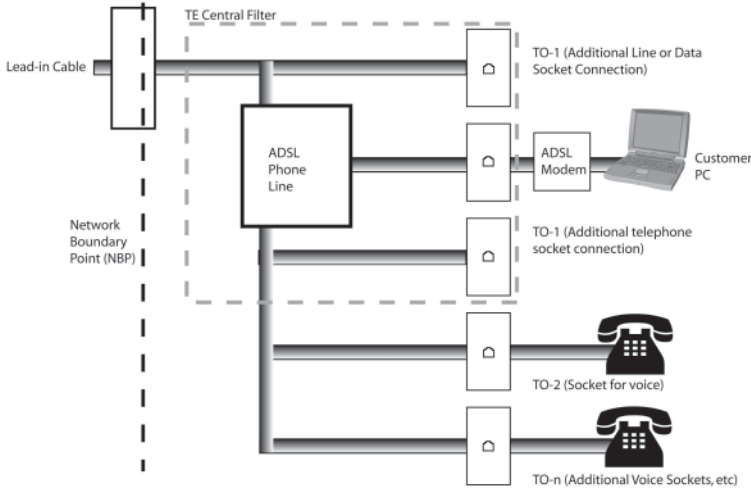 TE Central Filter
Lead-in Cable
TO-1 (Additional Line or Data
Socket Connection)
ADSL
Phone
Line
ADSL
Modem
Customer
PC
Network
Boundary
Point (NBP)
TO-1 (Additional telephone
socket connection)
TO-2 (Socket for voice)
TO-n (Additional Voice Sockets, etc)